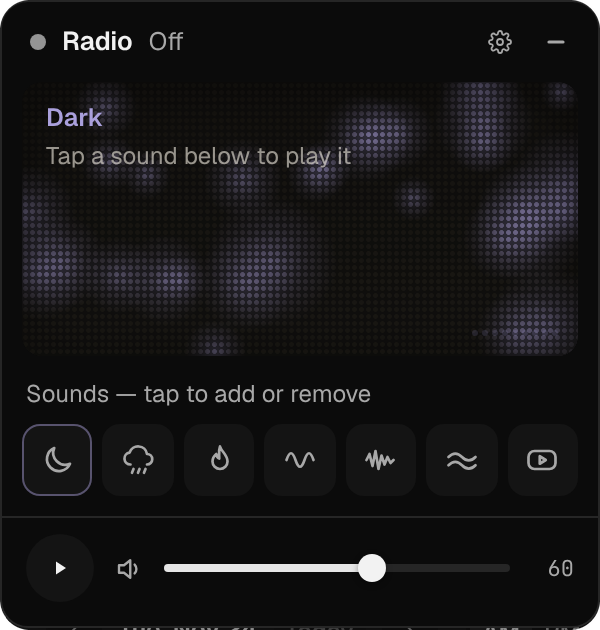 Radio Off
Dark
Tap a sound below to play it
Sounds — tap to add or remove
60